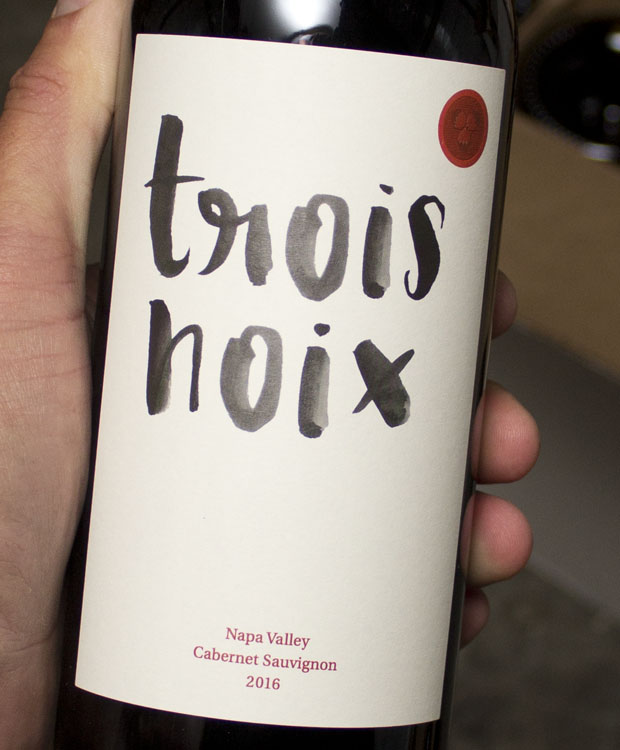 trois
noix
Napa Valley
Cabernet Sauvignon
2016